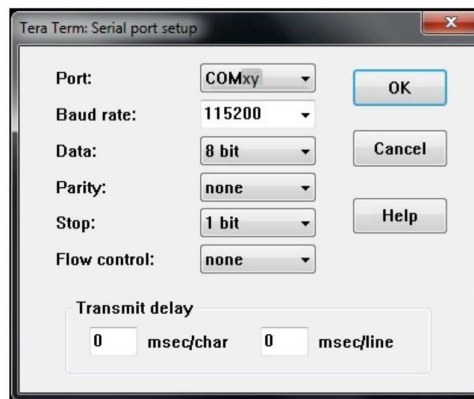 Tera Term: Serial port setup
Port: COMxy
Baud rate: 115200
Data: 8 bit
Parity: none
Stop: 1 bit
Flow control: none
OK
Cancel
Help
Transmit delay
0 msec/char 0 msec/line